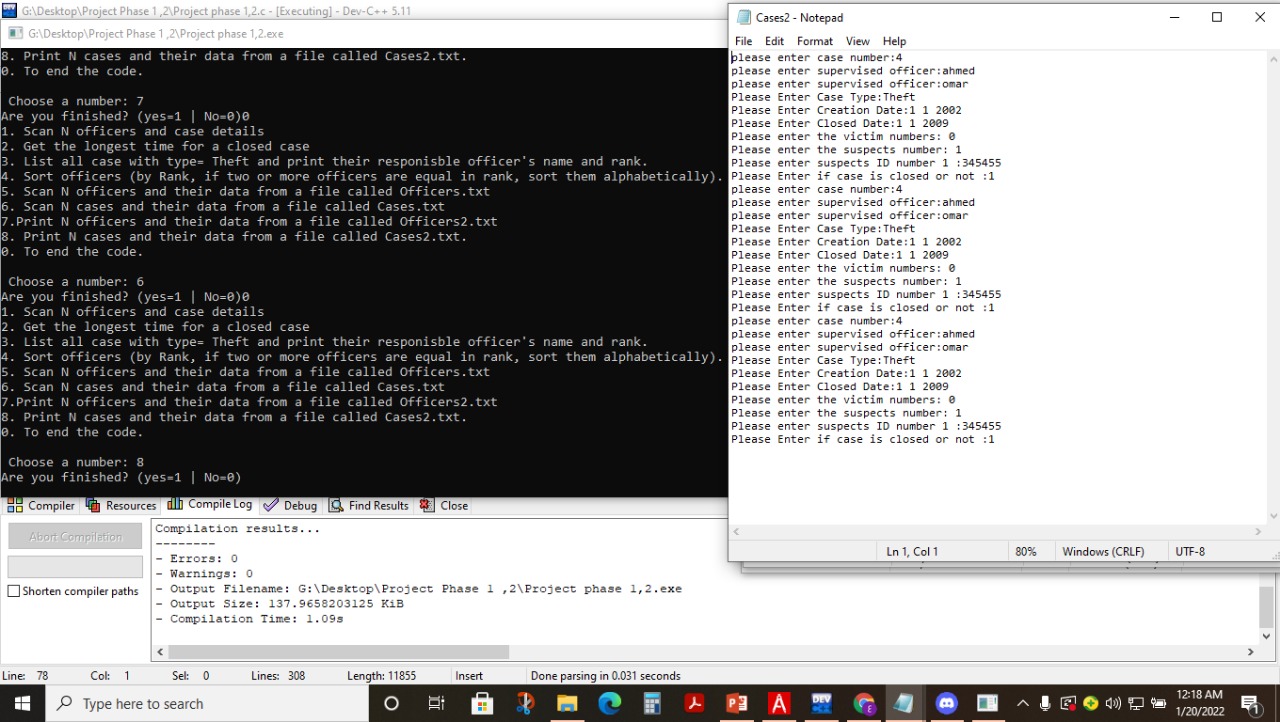 G:\Desktop\Project Phase 1 ,2\Project phase 1,2.c - [Executing] - Dev-C++ 5.11
G:\Desktop\Project Phase 1 ,2\Project phase 1,2.exe
8. Print N cases and their data from a file called Cases2.txt.
0. To end the code.
Choose a number: 7
Are you finished? (yes=1 | No=0)0
1. Scan N officers and case details
2. Get the longest time for a closed case
3. List all case with type= Theft and print their responisble officer's name and rank.
4. Sort officers (by Rank, if two or more officers are equal in rank, sort them alphabetically).
5. Scan N officers and their data from a file called Officers.txt
6. Scan N cases and their data from a file called Cases.txt
7.Print N officers and their data from a file called Officers2.txt
8. Print N cases and their data from a file called Cases2.txt.
0. To end the code.
Choose a number: 6
Are you finished? (yes=1 | No=0)0
1. Scan N officers and case details
2. Get the longest time for a closed case
3. List all case with type= Theft and print their responisble officer's name and rank.
4. Sort officers (by Rank, if two or more officers are equal in rank, sort them alphabetically).
5. Scan N officers and their data from a file called Officers.txt
6. Scan N cases and their data from a file called Cases.txt
7.Print N officers and their data from a file called Officers2.txt
8. Print N cases and their data from a file called Cases2.txt.
0. To end the code.
Choose a number: 8
Are you finished? (yes=1 | No=0)
Cases2 - Notepad
File Edit Format View Help
please enter case number:4
please enter supervised officer:ahmed
please enter supervised officer:omar
Please Enter Case Type:Theft
Please Enter Creation Date:1 1 2002
Please Enter Closed Date:1 1 2009
Please enter the victim numbers: 0
Please enter the suspects number: 1
Please enter suspects ID number 1 :345455
Please Enter if case is closed or not :1
please enter case number:4
please enter supervised officer:ahmed
please enter supervised officer:omar
Please Enter Case Type:Theft
Please Enter Creation Date:1 1 2002
Please Enter Closed Date:1 1 2009
Please enter the victim numbers: 0
Please enter the suspects number: 1
Please enter suspects ID number 1 :345455
Please Enter if case is closed or not :1
please enter case number:4
please enter supervised officer:ahmed
please enter supervised officer:omar
Please Enter Case Type:Theft
Please Enter Creation Date:1 1 2002
Please Enter Closed Date:1 1 2009
Please enter the victim numbers: 0
Please enter the suspects number: 1
Please enter suspects ID number 1 :345455
Please Enter if case is closed or not :1
Ln 1, Col 1 80% Windows (CRLF) UTF-8
Compiler Resources Compile Log Debug Find Results Close
Abort Compilation
Shorten compiler paths
Compilation results...
--------
- Errors: 0
- Warnings: 0
- Output Filename: G:\Desktop\Project Phase 1 ,2\Project phase 1,2.exe
- Output Size: 137.9658203125 KiB
- Compilation Time: 1.09s
Line: 78 Col: 1 Sel: 0 Lines: 308 Length: 11855 Insert Done parsing in 0.031 seconds
Type here to search
12:18 AM
1/20/2022